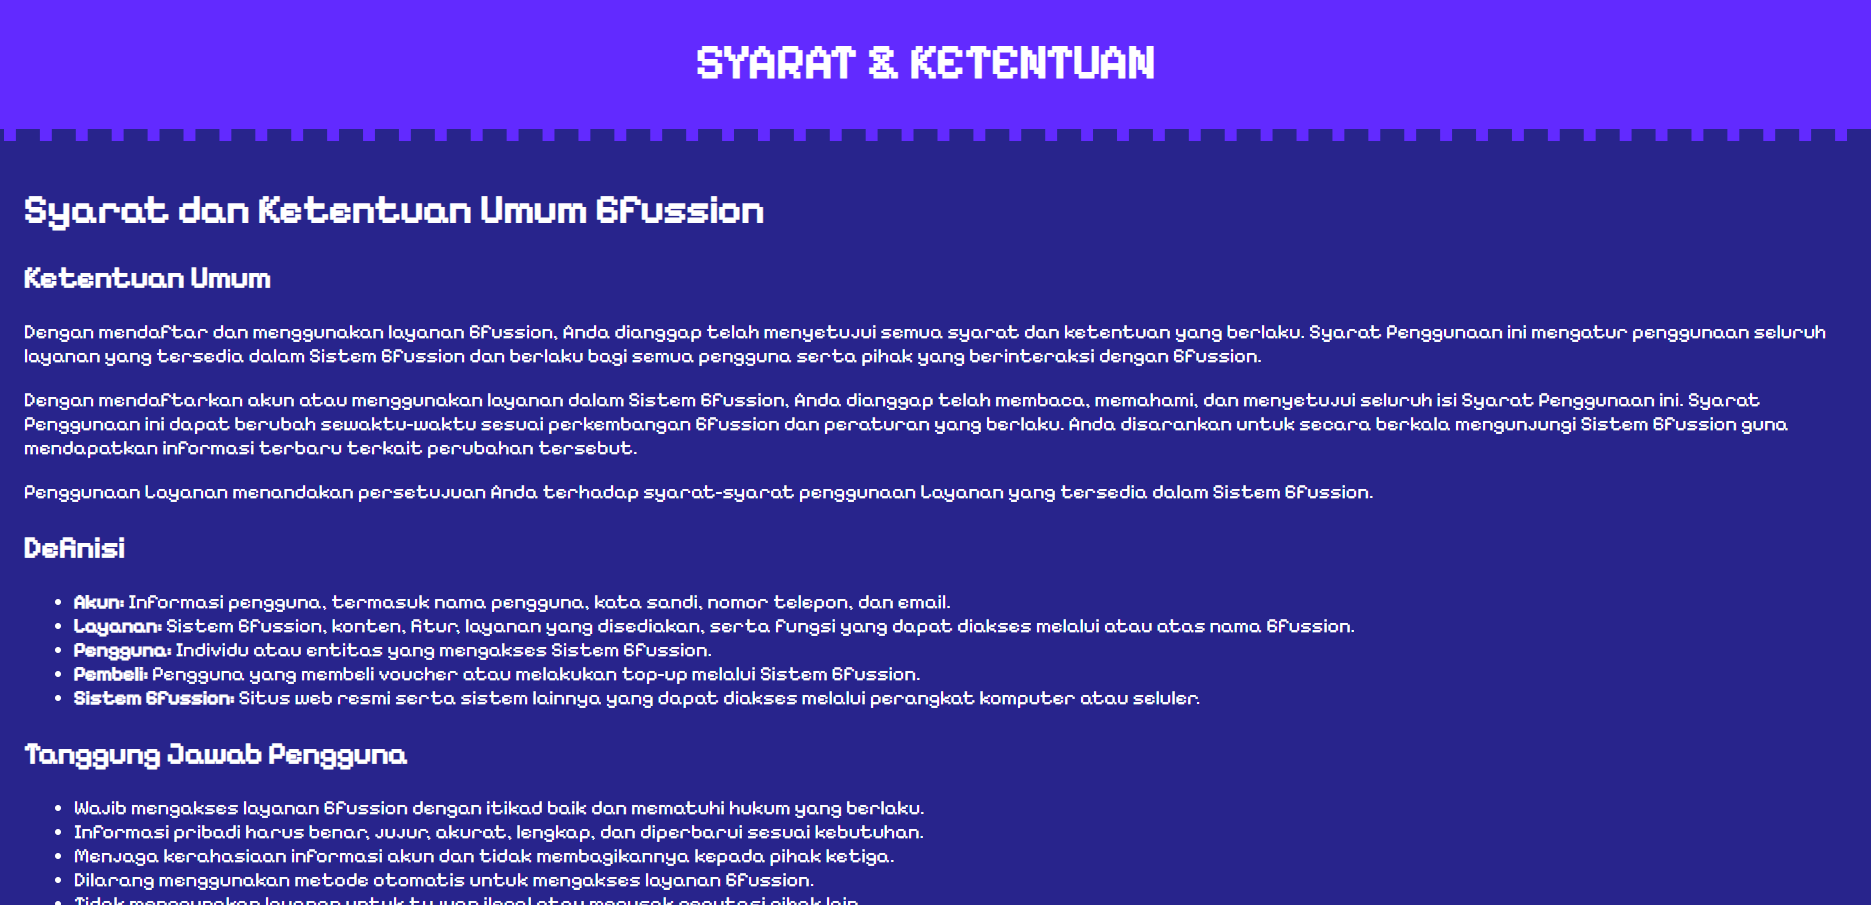 SYARAT & KETENTUAN
Syarat dan Ketentuan Umum 6Fussion
Ketentuan Umum
Dengan mendaftar dan menggunakan layanan 6Fussion, Anda dianggap telah menyetujui semua syarat dan ketentuan yang berlaku. Syarat Penggunaan ini mengatur penggunaan seluruh
layanan yang tersedia dalam Sistem 6Fussion dan berlaku bagi semua pengguna serta pihak yang berinteraksi dengan 6Fussion.
Dengan mendaftarkan akun atau menggunakan layanan dalam Sistem 6Fussion, Anda dianggap telah membaca, memahami, dan menyetujui seluruh isi Syarat Penggunaan ini. Syarat
Penggunaan ini dapat berubah sewaktu-waktu sesuai perkembangan 6Fussion dan peraturan yang berlaku. Anda disarankan untuk secara berkala mengunjungi Sistem 6Fussion guna
mendapatkan informasi terbaru terkait perubahan tersebut.
Penggunaan Layanan menandakan persetujuan Anda terhadap syarat-syarat penggunaan Layanan yang tersedia dalam Sistem 6Fussion.
Definisi
• Akun: Informasi pengguna, termasuk nama pengguna, kata sandi, nomor telepon, dan email.
• Layanan: Sistem 6Fussion, konten, fitur, layanan yang disediakan, serta fungsi yang dapat diakses melalui atau atas nama 6Fussion.
• Pengguna: Individu atau entitas yang mengakses Sistem 6Fussion.
• Pembeli: Pengguna yang membeli voucher atau melakukan top-up melalui Sistem 6Fussion.
• Sistem 6Fussion: Situs web resmi serta sistem lainnya yang dapat diakses melalui perangkat komputer atau seluler.
Tanggung Jawab Pengguna
• Wajib mengakses layanan 6Fussion dengan itikad baik dan mematuhi hukum yang berlaku.
• Informasi pribadi harus benar, jujur, akurat, lengkap, dan diperbarui sesuai kebutuhan.
• Menjaga kerahasiaan informasi akun dan tidak membagikannya kepada pihak ketiga.
• Dilarang menggunakan metode otomatis untuk mengakses layanan 6Fussion.
• Tidak menggunakan layanan untuk tujuan ilegal atau merusak reputasi pihak lain.